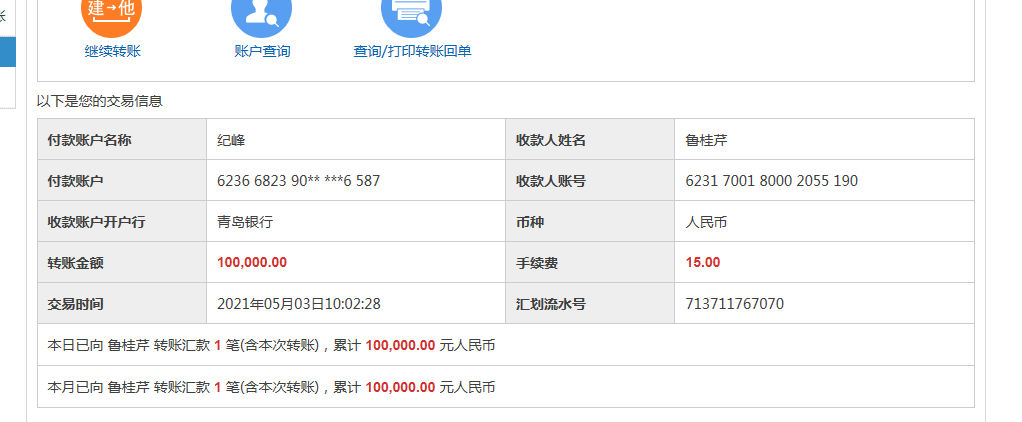 账
建→他
继续转账 账户查询 查询/打印转账回单
以下是您的交易信息
付款账户名称 纪峰 收款人姓名 鲁桂芹
付款账户 6236 6823 90** ***6 587 收款人账号 6231 7001 8000 2055 190
收款账户开户行 青岛银行 币种 人民币
转账金额 100,000.00 手续费 15.00
交易时间 2021年05月03日10:02:28 汇划流水号 713711767070
本日已向 鲁桂芹 转账汇款 1 笔(含本次转账)，累计 100,000.00 元人民币
本月已向 鲁桂芹 转账汇款 1 笔(含本次转账)，累计 100,000.00 元人民币